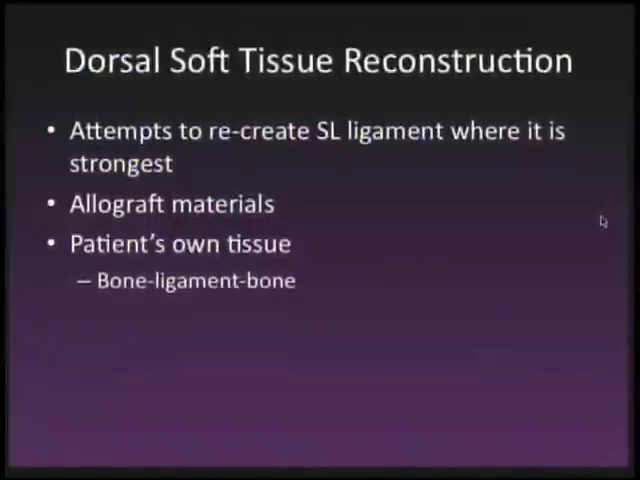 Dorsal Soft Tissue Reconstruction
• Attempts to re-create SL ligament where it is
strongest
• Allograft materials
• Patient's own tissue
– Bone-ligament-bone